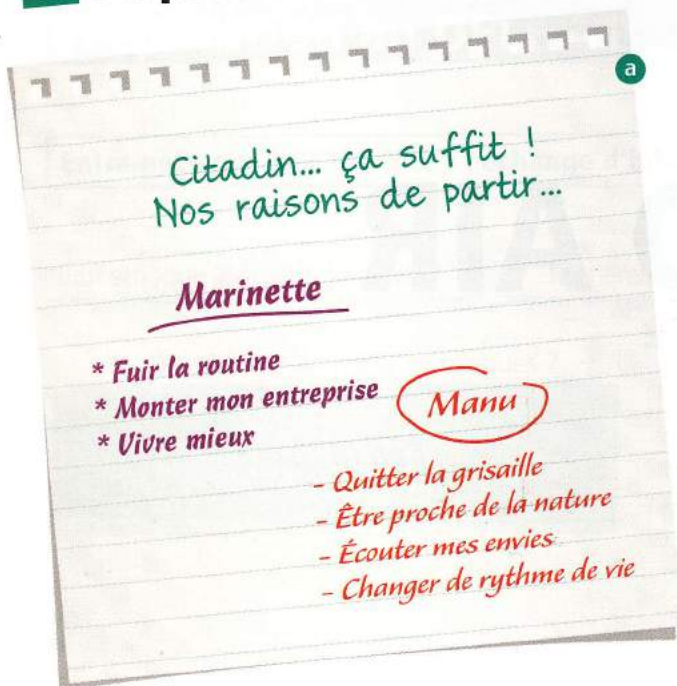 a
Citadin... ça suffit !
Nos raisons de partir...
Marinette
* Fuir la routine
* Monter mon entreprise
* Vivre mieux
Manu
- Quitter la grisaille
- Être proche de la nature
- Écouter mes envies
- Changer de rythme de vie